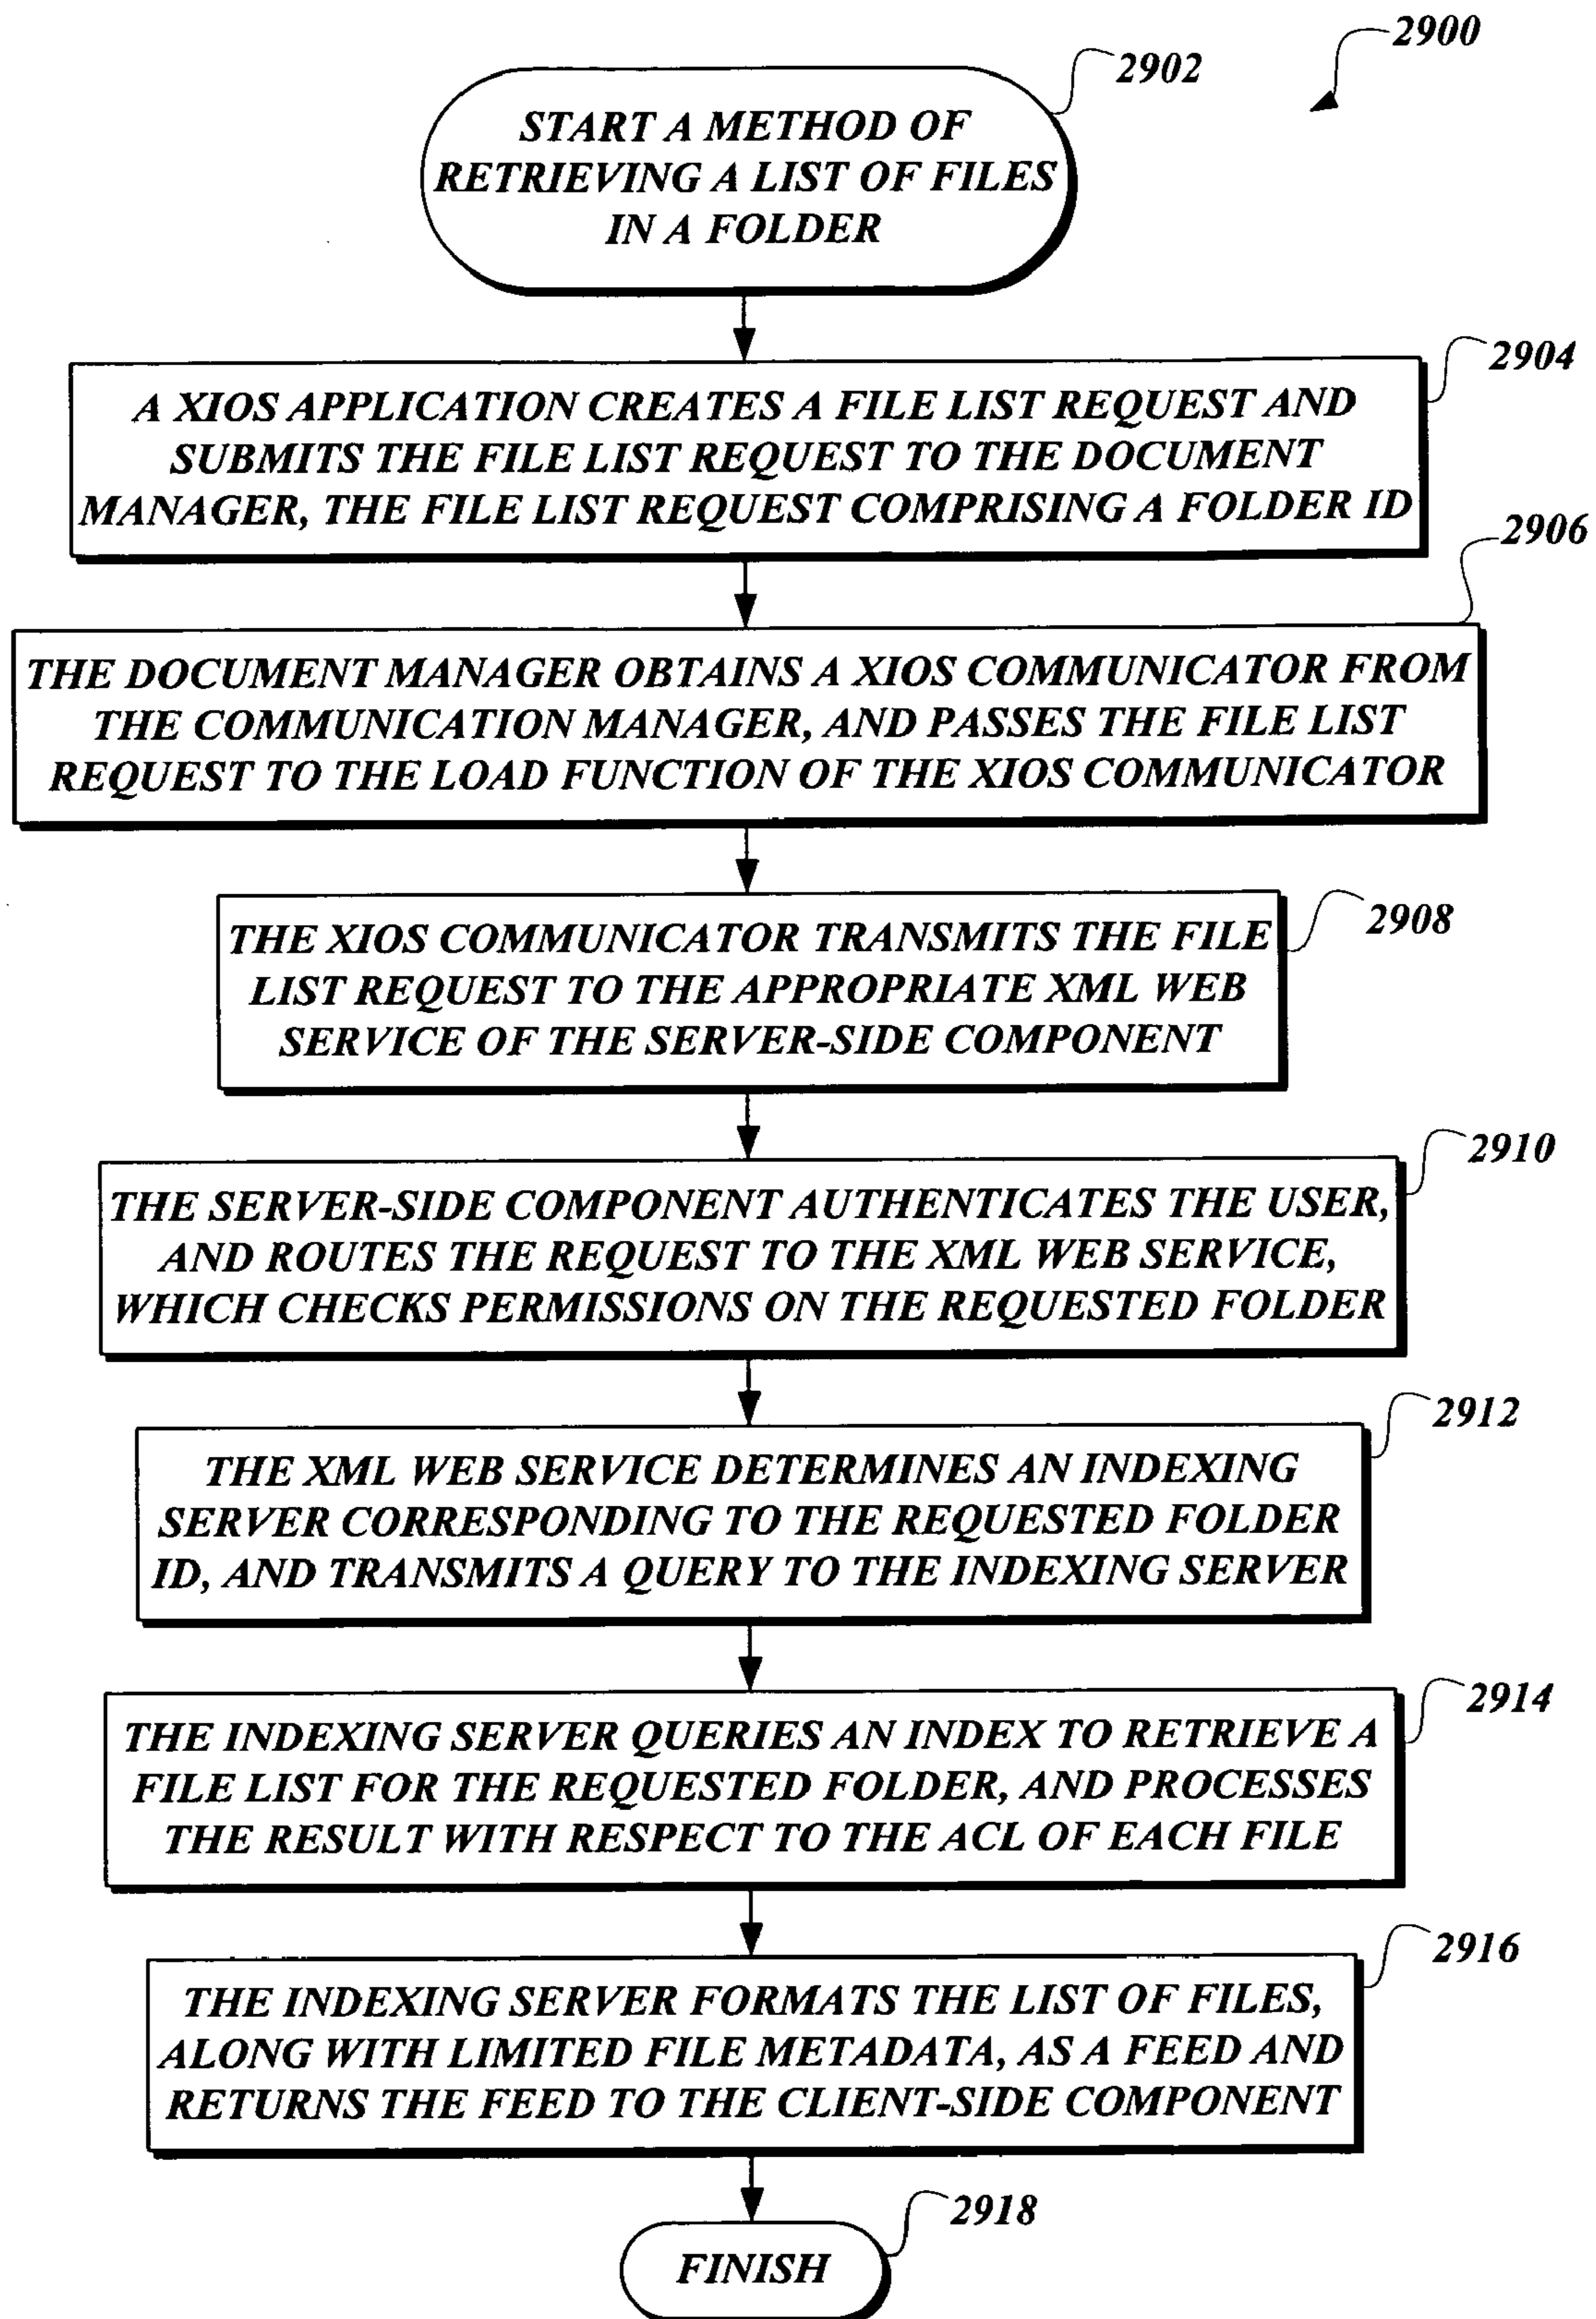 2900
2902
START A METHOD OF
RETRIEVING A LIST OF FILES
IN A FOLDER
2904
A XIOS APPLICATION CREATES A FILE LIST REQUEST AND
SUBMITS THE FILE LIST REQUEST TO THE DOCUMENT
MANAGER, THE FILE LIST REQUEST COMPRISING A FOLDER ID
2906
THE DOCUMENT MANAGER OBTAINS A XIOS COMMUNICATOR FROM
THE COMMUNICATION MANAGER, AND PASSES THE FILE LIST
REQUEST TO THE LOAD FUNCTION OF THE XIOS COMMUNICATOR
2908
THE XIOS COMMUNICATOR TRANSMITS THE FILE
LIST REQUEST TO THE APPROPRIATE XML WEB
SERVICE OF THE SERVER-SIDE COMPONENT
2910
THE SERVER-SIDE COMPONENT AUTHENTICATES THE USER,
AND ROUTES THE REQUEST TO THE XML WEB SERVICE,
WHICH CHECKS PERMISSIONS ON THE REQUESTED FOLDER
2912
THE XML WEB SERVICE DETERMINES AN INDEXING
SERVER CORRESPONDING TO THE REQUESTED FOLDER
ID, AND TRANSMITS A QUERY TO THE INDEXING SERVER
2914
THE INDEXING SERVER QUERIES AN INDEX TO RETRIEVE A
FILE LIST FOR THE REQUESTED FOLDER, AND PROCESSES
THE RESULT WITH RESPECT TO THE ACL OF EACH FILE
2916
THE INDEXING SERVER FORMATS THE LIST OF FILES,
ALONG WITH LIMITED FILE METADATA, AS A FEED AND
RETURNS THE FEED TO THE CLIENT-SIDE COMPONENT
2918
FINISH